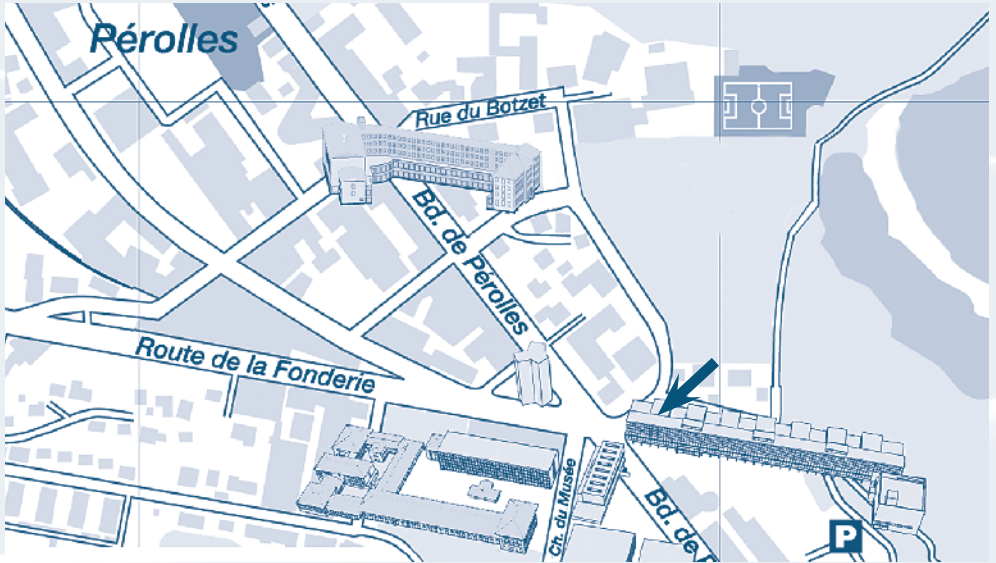 Pérolles
Rue du Botzet
Bd. de Pérolles
Route de la Fonderie
Ch. du Musée
Bd. de P
P